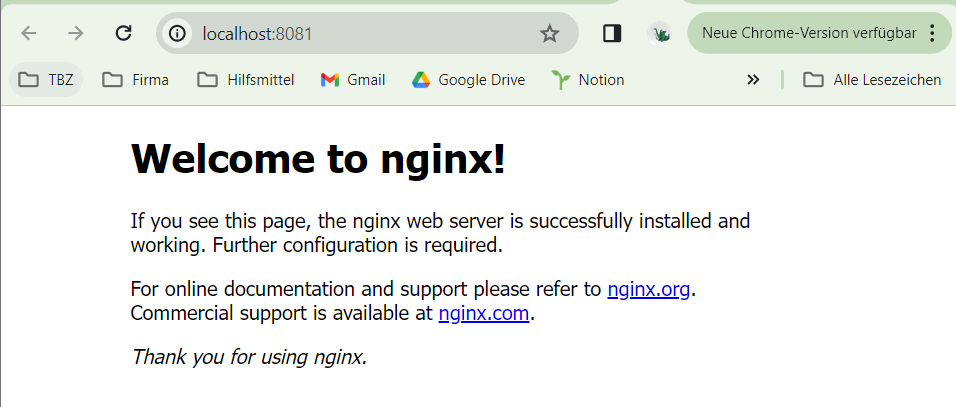 localhost:8081
Neue Chrome-Version verfügbar
TBZ
Firma
Hilfsmittel
Gmail
Google Drive
Notion
»
Alle Lesezeichen
Welcome to nginx!
If you see this page, the nginx web server is successfully installed and
working. Further configuration is required.
For online documentation and support please refer to nginx.org.
Commercial support is available at nginx.com.
Thank you for using nginx.